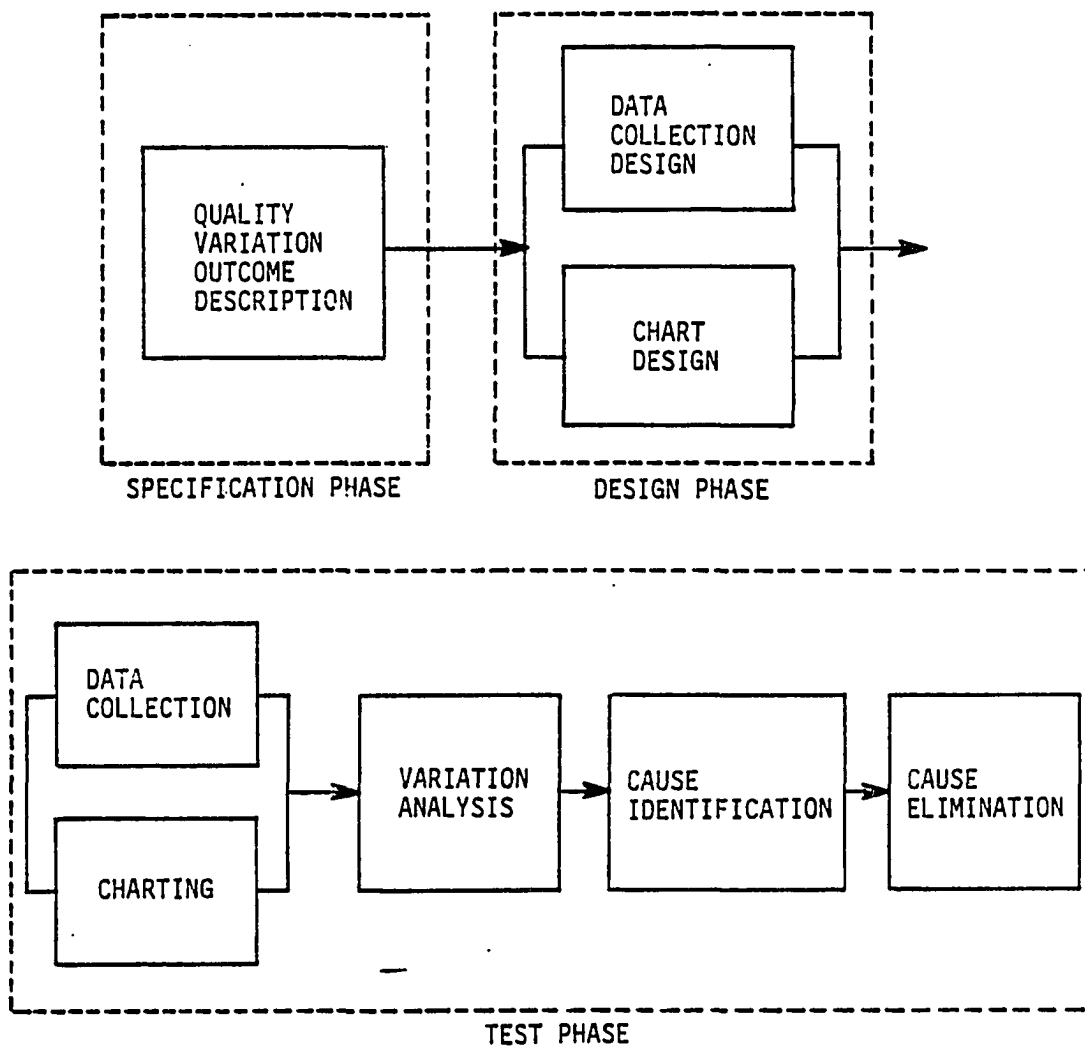 QUALITY
VARIATION
OUTCOME
DESCRIPTION
DATA
COLLECTION
DESIGN
CHART
DESIGN
SPECIFICATION PHASE
DESIGN PHASE
DATA
COLLECTION
CHARTING
VARIATION
ANALYSIS
CAUSE
IDENTIFICATION
CAUSE
ELIMINATION
TEST PHASE